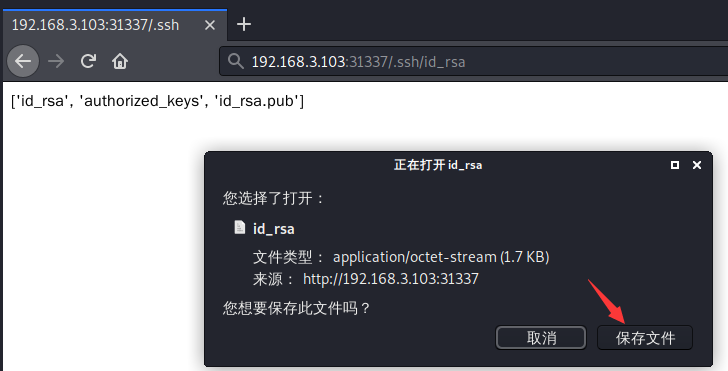 192.168.3.103:31337/.ssh
192.168.3.103:31337/.ssh/id_rsa
['id_rsa', 'authorized_keys', 'id_rsa.pub']
正在打开 id_rsa
您选择了打开：
id_rsa
文件类型： application/octet-stream (1.7 KB)
来源： http://192.168.3.103:31337
您想要保存此文件吗？
取消
保存文件